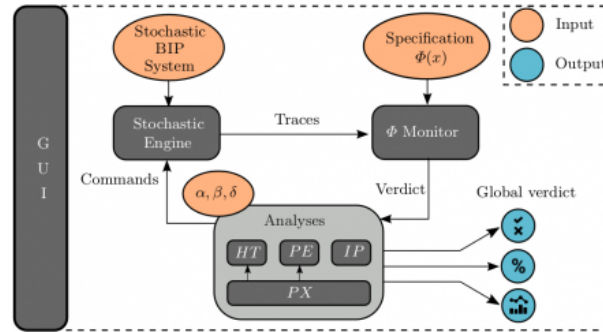 Stochastic
BIP
System
Specification
Φ(x)
Input
Output
G
U
I
Stochastic
Engine
Traces
Φ Monitor
Commands
Verdict
α, β, δ
Analyses
Global verdict
HT
PE
IP
PX
%